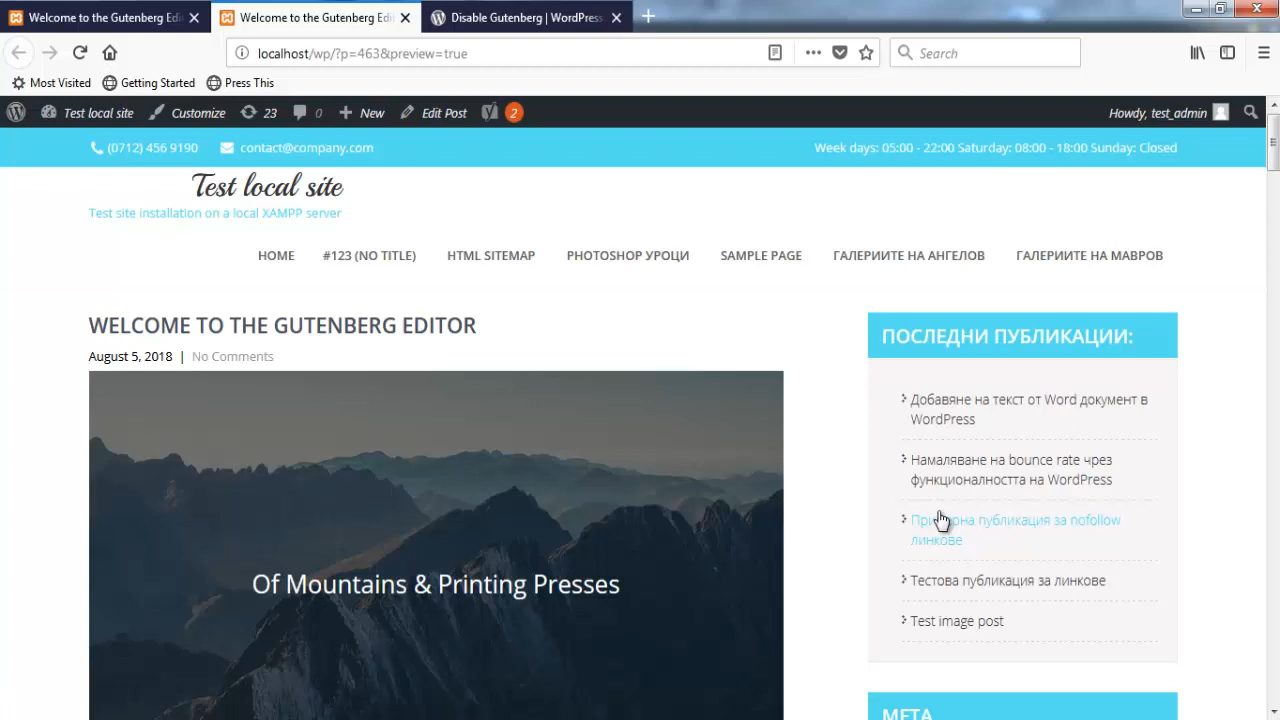 Welcome to the Gutenberg Edi
Welcome to the Gutenberg Edi
Disable Gutenberg | WordPress
localhost/wp/?p=463&preview=true
Search
Most Visited
Getting Started
Press This
Test local site
Customize
23
0
New
Edit Post
2
Howdy, test_admin
(0712) 456 9190
contact@company.com
Week days: 05:00 - 22:00 Saturday: 08:00 - 18:00 Sunday: Closed
Test local site
Test site installation on a local XAMPP server
HOME
#123 (NO TITLE)
HTML SITEMAP
PHOTOSHOP УРОЦИ
SAMPLE PAGE
ГАЛЕРИИТЕ НА АНГЕЛОВ
ГАЛЕРИИТЕ НА МАВРОВ
WELCOME TO THE GUTENBERG EDITOR
August 5, 2018 | No Comments
Of Mountains & Printing Presses
ПОСЛЕДНИ ПУБЛИКАЦИИ:
Добавяне на текст от Word документ в
WordPress
Намаляване на bounce rate чрез
функционалността на WordPress
публикация за nofollow
линкове
Тестова публикация за линкове
Test image post
МЕТА